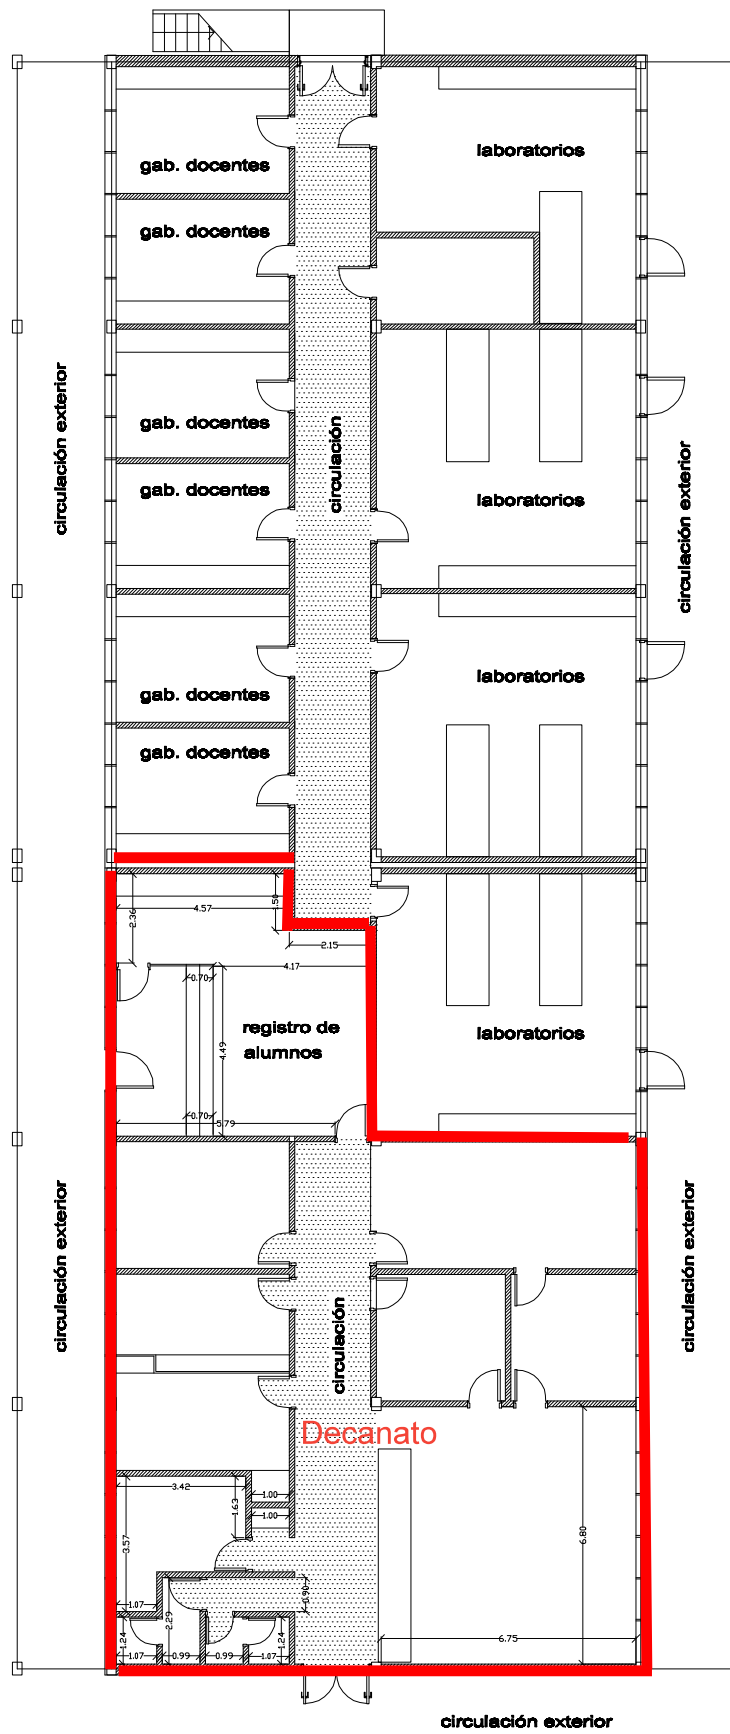 gab. docentes
laboratorios
gab. docentes
circulación exterior
gab. docentes
circulación
circulación exterior
gab. docentes
laboratorios
gab. docentes
laboratorios
gab. docentes
4.57
1.50
2.36
2.15
4.17
0.70
4.49
registro de
alumnos
laboratorios
0.70
5.79
circulación exterior
circulación
circulación exterior
Decanato
3.42
1.00
1.63
1.00
3.57
6.80
0.90
1.07
2.29
1.24
1.24
6.75
1.07
0.99
0.99
1.07
circulación exterior